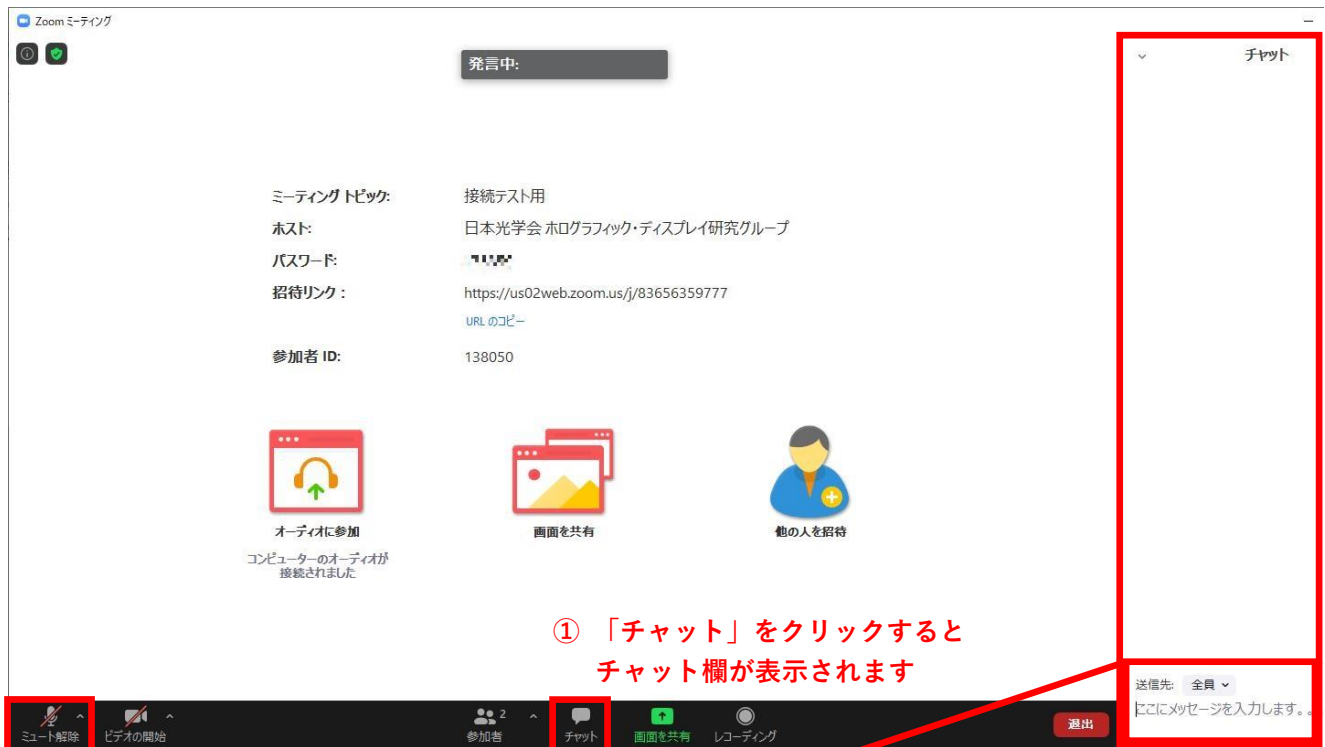 Zoom ミーティング
発言中:
チャット
ミーティング トピック: 接続テスト用
ホスト: 日本光学会 ホログラフィック・ディスプレイ研究グループ
パスワード:
招待リンク： https://us02web.zoom.us/j/83656359777
URL のコピー
参加者 ID: 138050
オーディオに参加
コンピューターのオーディオが
接続されました
画面を共有
他の人を招待
① 「チャット」をクリックすると
チャット欄が表示されます
送信先: 全員
ここにメッセージを入力します。。
ミュート解除
ビデオの開始
参加者 2
チャット
画面を共有
レコーディング
退出